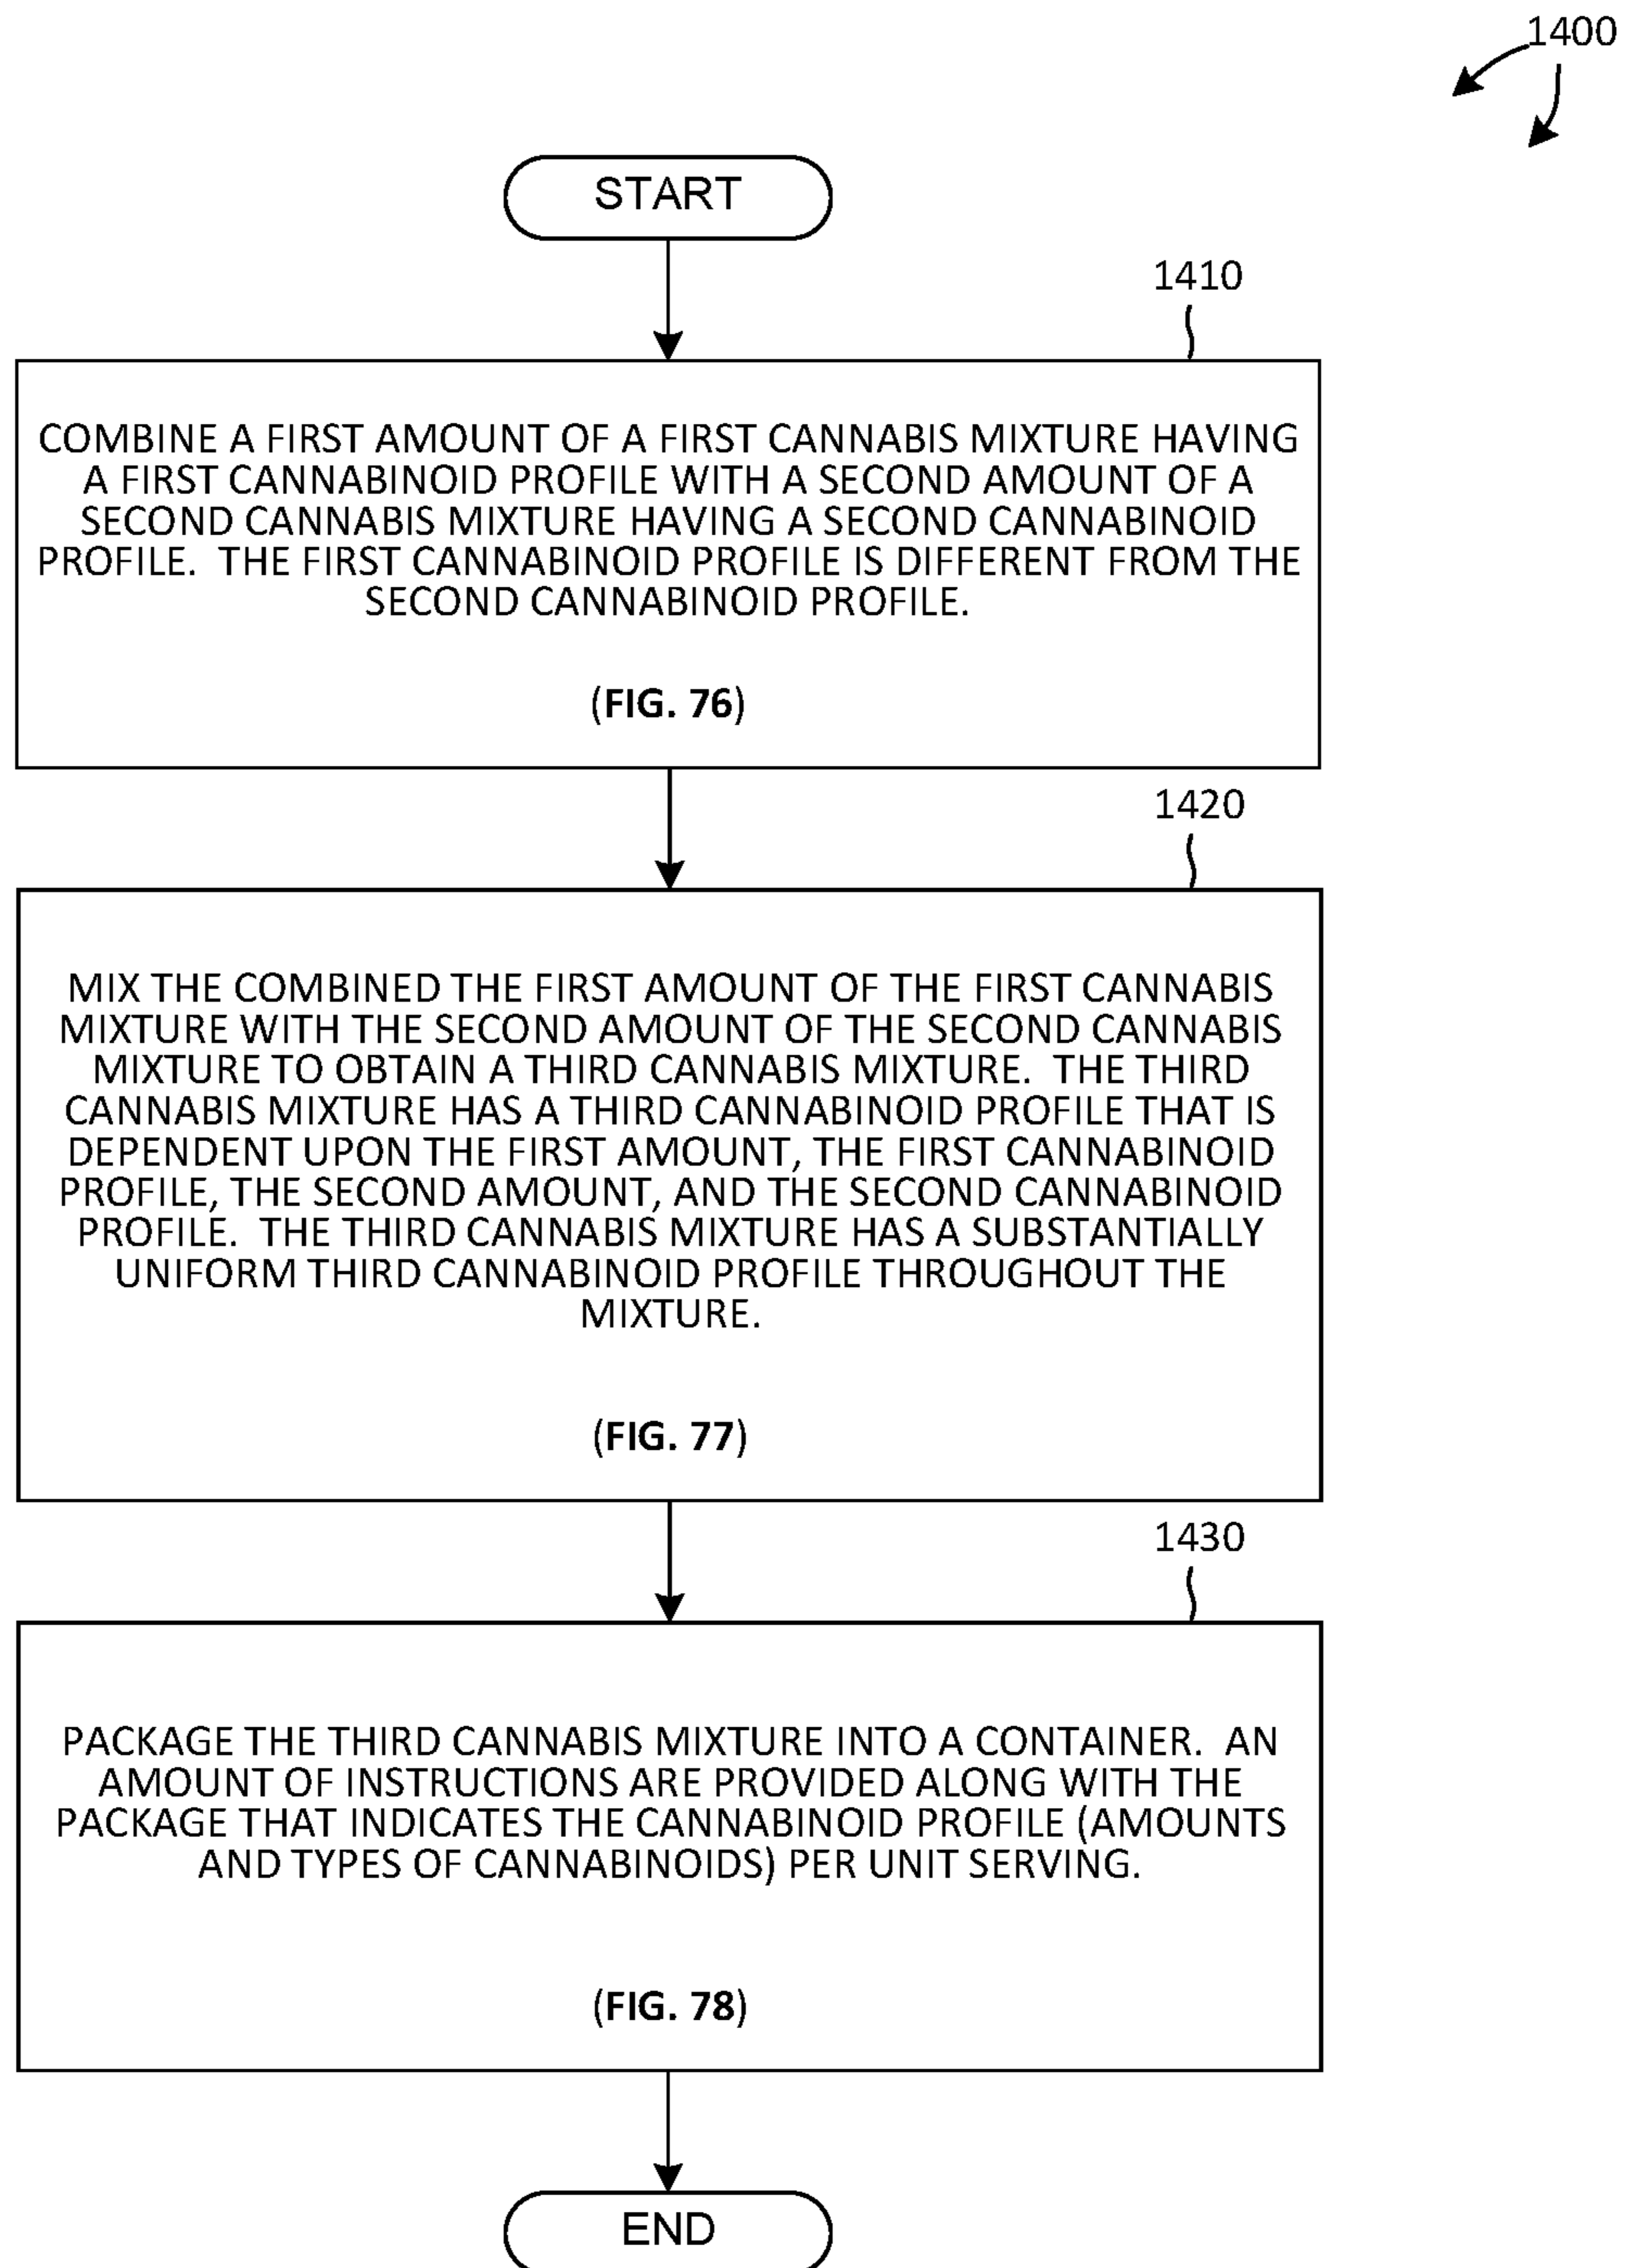 1400
START
1410
COMBINE A FIRST AMOUNT OF A FIRST CANNABIS MIXTURE HAVING
A FIRST CANNABINOID PROFILE WITH A SECOND AMOUNT OF A
SECOND CANNABIS MIXTURE HAVING A SECOND CANNABINOID
PROFILE.  THE FIRST CANNABINOID PROFILE IS DIFFERENT FROM THE
SECOND CANNABINOID PROFILE.
(FIG. 76)
1420
MIX THE COMBINED THE FIRST AMOUNT OF THE FIRST CANNABIS
MIXTURE WITH THE SECOND AMOUNT OF THE SECOND CANNABIS
MIXTURE TO OBTAIN A THIRD CANNABIS MIXTURE.  THE THIRD
CANNABIS MIXTURE HAS A THIRD CANNABINOID PROFILE THAT IS
DEPENDENT UPON THE FIRST AMOUNT, THE FIRST CANNABINOID
PROFILE, THE SECOND AMOUNT, AND THE SECOND CANNABINOID
PROFILE.  THE THIRD CANNABIS MIXTURE HAS A SUBSTANTIALLY
UNIFORM THIRD CANNABINOID PROFILE THROUGHOUT THE
MIXTURE.
(FIG. 77)
1430
PACKAGE THE THIRD CANNABIS MIXTURE INTO A CONTAINER.  AN
AMOUNT OF INSTRUCTIONS ARE PROVIDED ALONG WITH THE
PACKAGE THAT INDICATES THE CANNABINOID PROFILE (AMOUNTS
AND TYPES OF CANNABINOIDS) PER UNIT SERVING.
(FIG. 78)
END